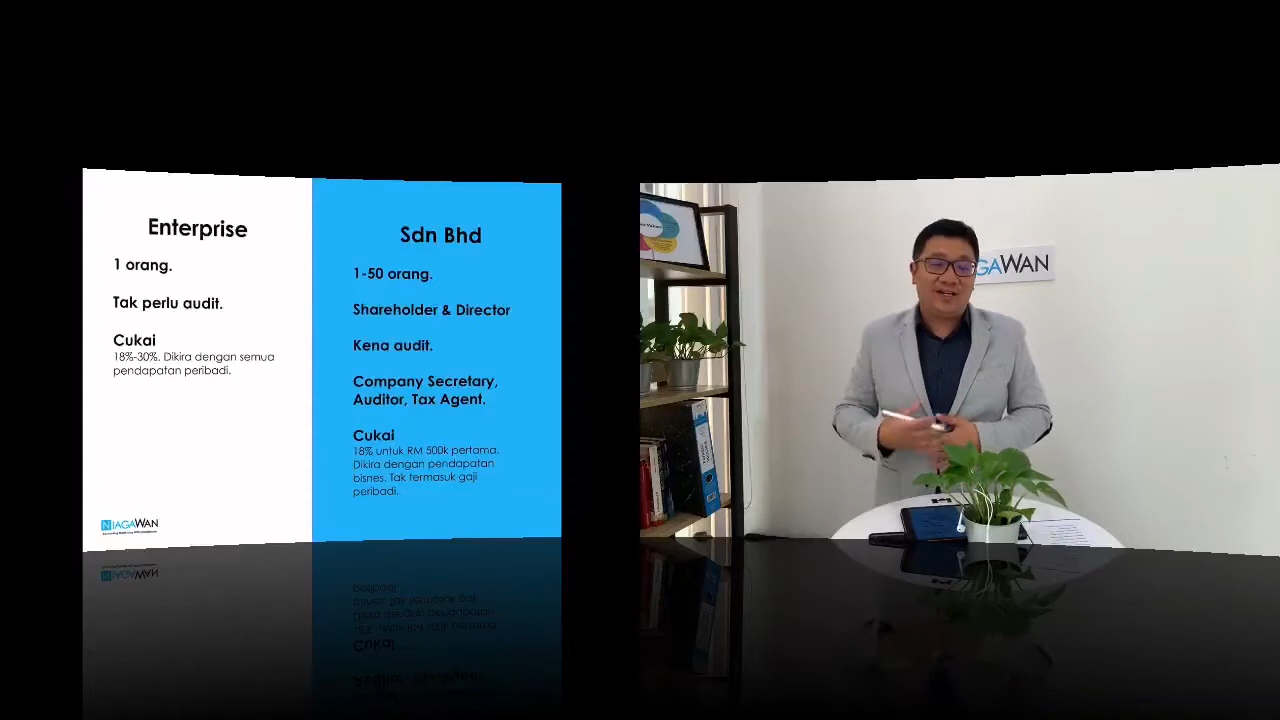 Enterprise
1 orang.
Tak perlu audit.
Cukai
18%-30%. Dikira dengan semua
pendapatan peribadi.
NIAGAWAN
Sdn Bhd
1-50 orang.
Shareholder & Director
Kena audit.
Company Secretary,
Auditor, Tax Agent.
Cukai
18% untuk RM 500k pertama.
Dikira dengan pendapatan
bisnes. Tak termasuk gaji
peribadi.
GAWAN